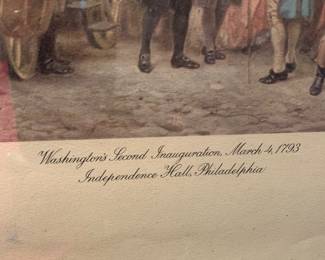 Washington's Second Inauguration, March 4, 1793
Independence Hall, Philadelphia